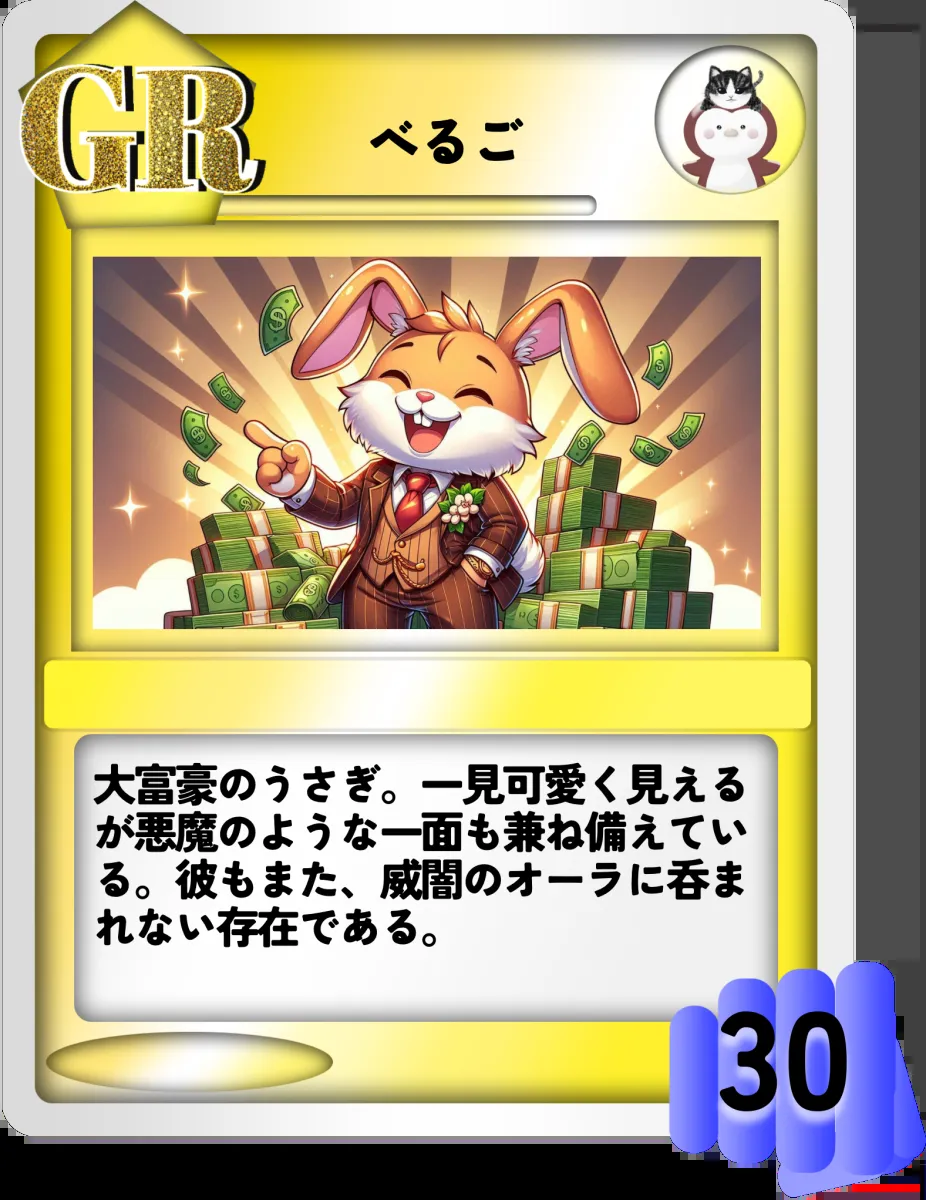 GR
べるご
大富豪のうさぎ。一見可愛く見える
が悪魔のような一面も兼ね備えてい
る。彼もまた、威闇のオーラに呑ま
れない存在である。
30